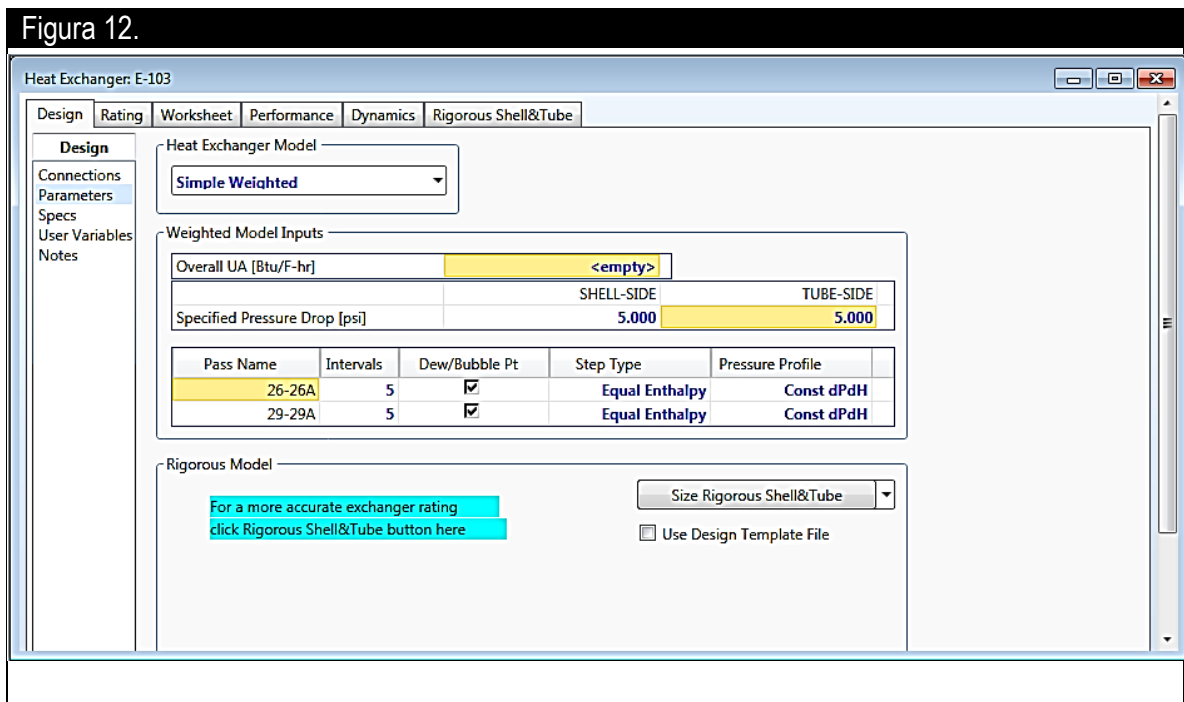 Figura 12.
Heat Exchanger: E-103
Design Rating Worksheet Performance Dynamics Rigorous Shell&Tube
Design
Connections
Parameters
Specs
User Variables
Notes
Heat Exchanger Model
Simple Weighted
Weighted Model Inputs
Overall UA [Btu/F-hr] <empty>
SHELL-SIDE TUBE-SIDE
Specified Pressure Drop [psi] 5.000 5.000
Pass Name Intervals Dew/Bubble Pt Step Type Pressure Profile
26-26A 5 Equal Enthalpy Const dPdH
29-29A 5 Equal Enthalpy Const dPdH
Rigorous Model
For a more accurate exchanger rating
click Rigorous Shell&Tube button here
Size Rigorous Shell&Tube
Use Design Template File